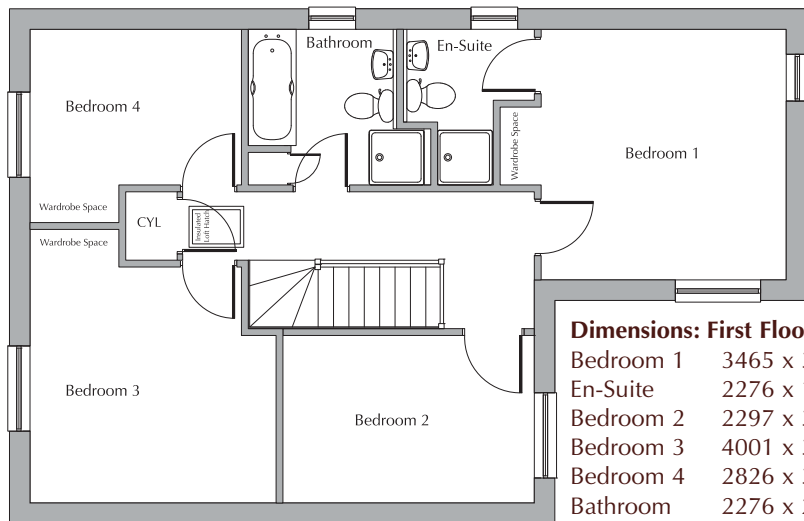 Bathroom
En-Suite
Bedroom 4
Bedroom 1
Wardrobe Space
Wardrobe Space
CYL
Insulated
Loft Hatch
Wardrobe Space
Bedroom 3
Bedroom 2
Dimensions: First Floo
Bedroom 1 3465 x
En-Suite 2276 x
Bedroom 2 2297 x
Bedroom 3 4001 x
Bedroom 4 2826 x
Bathroom 2276 x